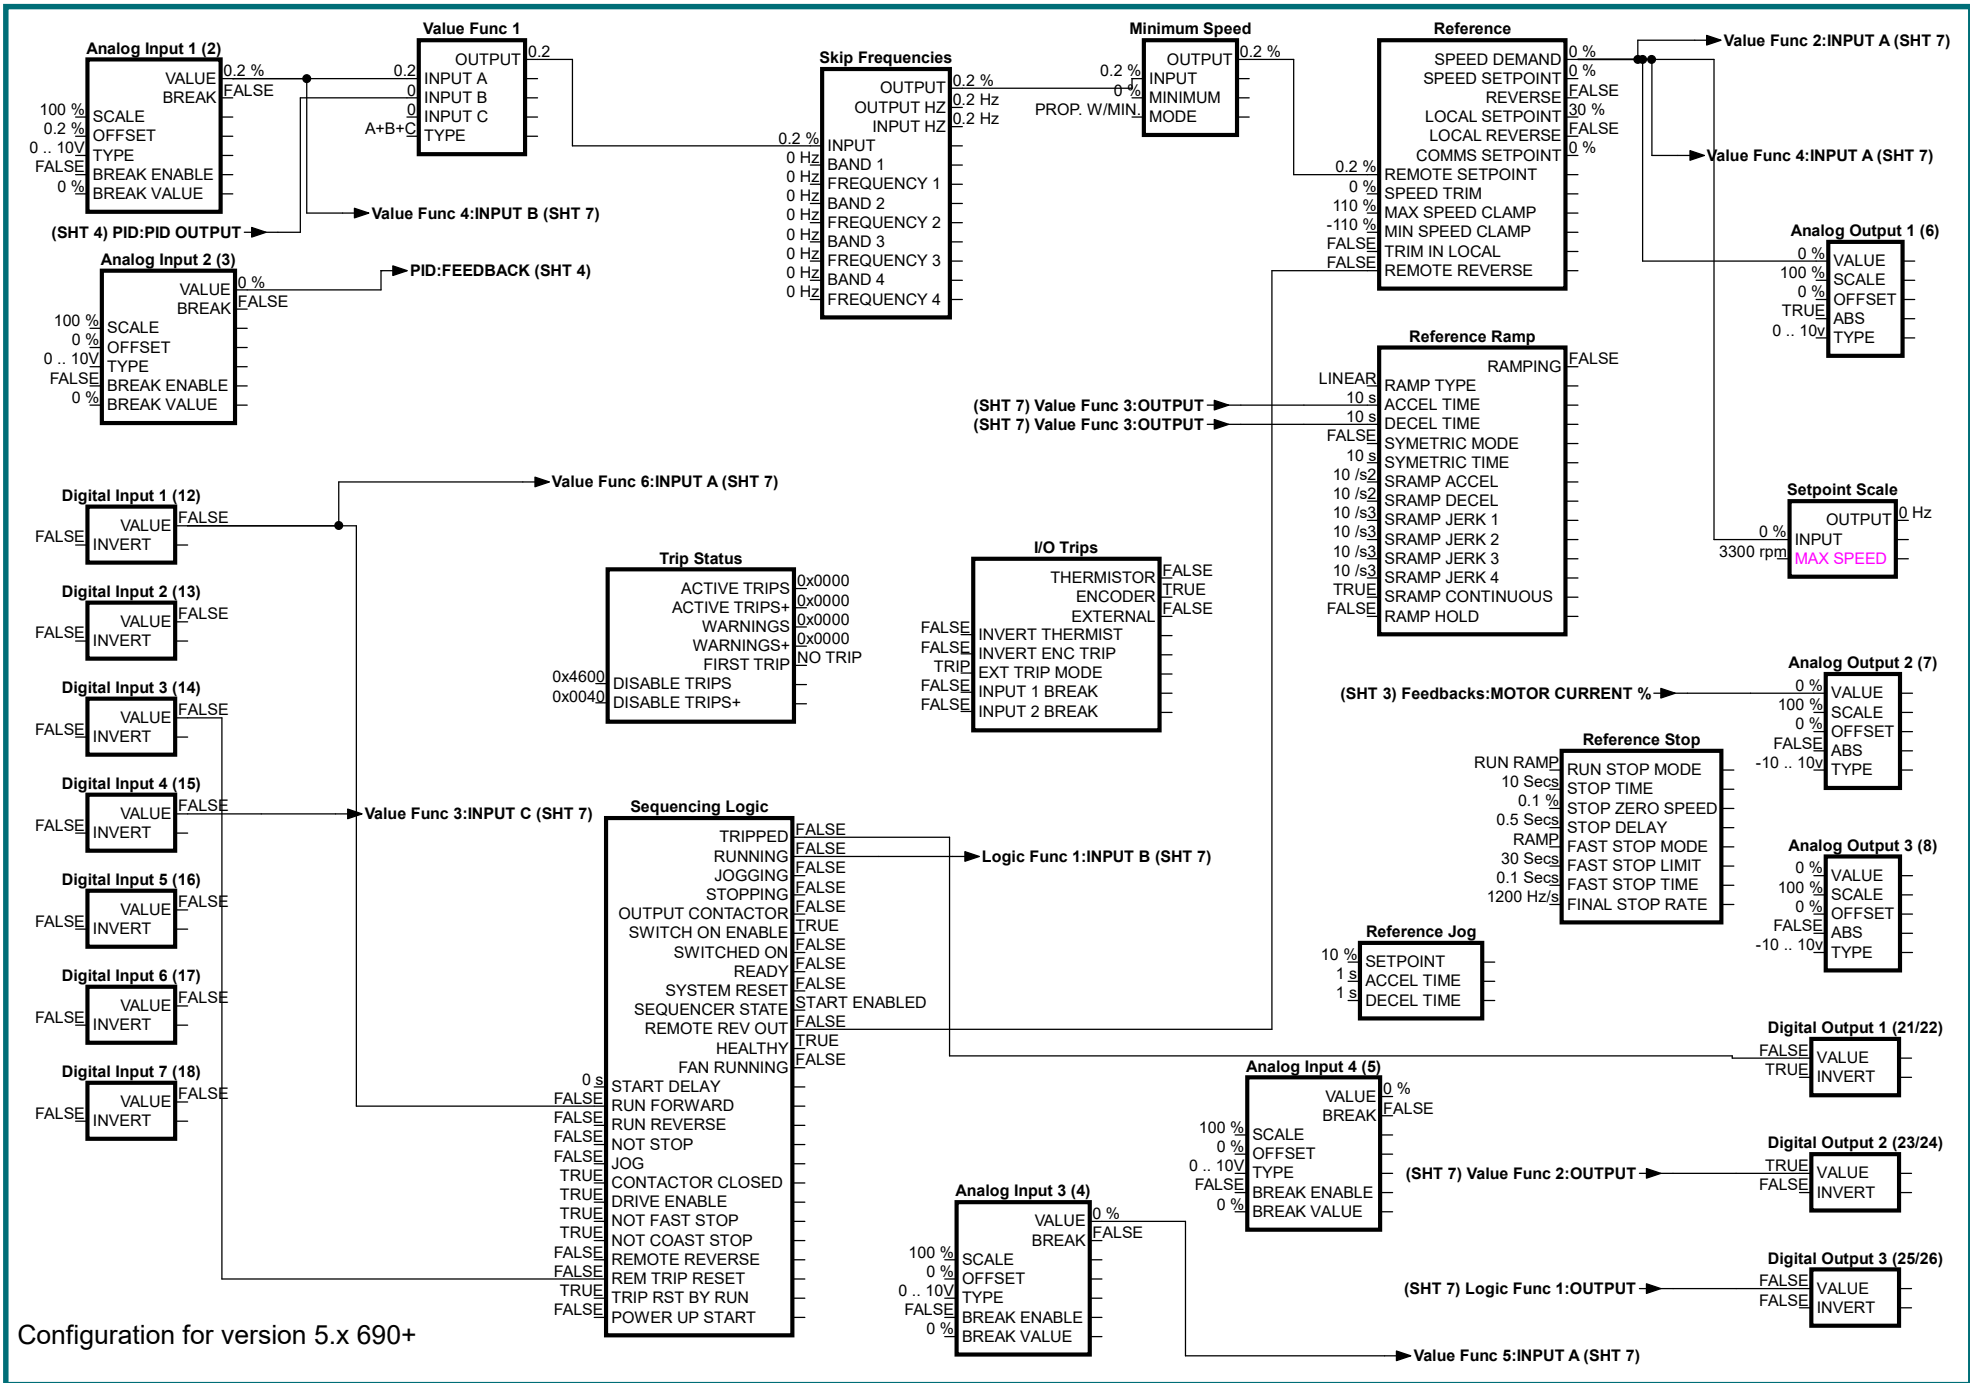 Analog Input 1 (2)
VALUE 0.2 %
BREAK FALSE
100 % SCALE
0.2 % OFFSET
0 .. 10V TYPE
FALSE BREAK ENABLE
0 % BREAK VALUE
(SHT 4) PID:PID OUTPUT
Value Func 4:INPUT B (SHT 7)
Analog Input 2 (3)
VALUE 0 %
BREAK FALSE
100 % SCALE
0 % OFFSET
0 .. 10V TYPE
FALSE BREAK ENABLE
0 % BREAK VALUE
PID:FEEDBACK (SHT 4)
Value Func 1
OUTPUT 0.2
0.2 INPUT A
0 INPUT B
0 INPUT C
A+B+C TYPE
Skip Frequencies
OUTPUT 0.2 %
OUTPUT HZ 0.2 Hz
INPUT HZ 0.2 Hz
0.2 % INPUT
0 Hz BAND 1
0 Hz FREQUENCY 1
0 Hz BAND 2
0 Hz FREQUENCY 2
0 Hz BAND 3
0 Hz FREQUENCY 3
0 Hz BAND 4
0 Hz FREQUENCY 4
Minimum Speed
OUTPUT 0.2 %
0.2 % INPUT
0 % MINIMUM
PROP. W/MIN. MODE
Reference
SPEED DEMAND 0 %
SPEED SETPOINT 0 %
REVERSE FALSE
LOCAL SETPOINT 30 %
LOCAL REVERSE FALSE
COMMS SETPOINT 0 %
0.2 % REMOTE SETPOINT
0 % SPEED TRIM
110 % MAX SPEED CLAMP
-110 % MIN SPEED CLAMP
FALSE TRIM IN LOCAL
FALSE REMOTE REVERSE
Value Func 2:INPUT A (SHT 7)
Value Func 4:INPUT A (SHT 7)
Analog Output 1 (6)
0 % VALUE
100 % SCALE
0 % OFFSET
TRUE ABS
0 .. 10v TYPE
Reference Ramp
RAMPING FALSE
LINEAR RAMP TYPE
(SHT 7) Value Func 3:OUTPUT 10 s ACCEL TIME
(SHT 7) Value Func 3:OUTPUT 10 s DECEL TIME
FALSE SYMETRIC MODE
10 s SYMETRIC TIME
10 /s2 SRAMP ACCEL
10 /s2 SRAMP DECEL
10 /s3 SRAMP JERK 1
10 /s3 SRAMP JERK 2
10 /s3 SRAMP JERK 3
10 /s3 SRAMP JERK 4
TRUE SRAMP CONTINUOUS
FALSE RAMP HOLD
Setpoint Scale
OUTPUT 0 Hz
0 % INPUT
3300 rpm MAX SPEED
Digital Input 1 (12)
VALUE FALSE
FALSE INVERT
Value Func 6:INPUT A (SHT 7)
Digital Input 2 (13)
VALUE FALSE
FALSE INVERT
Digital Input 3 (14)
VALUE FALSE
FALSE INVERT
Digital Input 4 (15)
VALUE FALSE
FALSE INVERT
Value Func 3:INPUT C (SHT 7)
Digital Input 5 (16)
VALUE FALSE
FALSE INVERT
Digital Input 6 (17)
VALUE FALSE
FALSE INVERT
Digital Input 7 (18)
VALUE FALSE
FALSE INVERT
Trip Status
ACTIVE TRIPS 0x0000
ACTIVE TRIPS+ 0x0000
WARNINGS 0x0000
WARNINGS+ 0x0000
FIRST TRIP NO TRIP
0x4600 DISABLE TRIPS
0x0040 DISABLE TRIPS+
I/O Trips
THERMISTOR FALSE
ENCODER TRUE
EXTERNAL FALSE
FALSE INVERT THERMIST
FALSE INVERT ENC TRIP
TRIP EXT TRIP MODE
FALSE INPUT 1 BREAK
FALSE INPUT 2 BREAK
Analog Output 2 (7)
(SHT 3) Feedbacks:MOTOR CURRENT % 0 % VALUE
100 % SCALE
0 % OFFSET
FALSE ABS
-10 .. 10v TYPE
Reference Stop
RUN RAMP RUN STOP MODE
10 Secs STOP TIME
0.1 % STOP ZERO SPEED
0.5 Secs STOP DELAY
RAMP FAST STOP MODE
30 Secs FAST STOP LIMIT
0.1 Secs FAST STOP TIME
1200 Hz/s FINAL STOP RATE
Analog Output 3 (8)
0 % VALUE
100 % SCALE
0 % OFFSET
FALSE ABS
-10 .. 10v TYPE
Sequencing Logic
TRIPPED FALSE
RUNNING FALSE
JOGGING FALSE
STOPPING FALSE
OUTPUT CONTACTOR FALSE
SWITCH ON ENABLE TRUE
SWITCHED ON FALSE
READY FALSE
SYSTEM RESET FALSE
SEQUENCER STATE START ENABLED
REMOTE REV OUT FALSE
HEALTHY TRUE
FAN RUNNING FALSE
0 s START DELAY
FALSE RUN FORWARD
FALSE RUN REVERSE
FALSE NOT STOP
FALSE JOG
TRUE CONTACTOR CLOSED
TRUE DRIVE ENABLE
TRUE NOT FAST STOP
TRUE NOT COAST STOP
FALSE REMOTE REVERSE
FALSE REM TRIP RESET
TRUE TRIP RST BY RUN
FALSE POWER UP START
Logic Func 1:INPUT B (SHT 7)
Reference Jog
10 % SETPOINT
1 s ACCEL TIME
1 s DECEL TIME
Digital Output 1 (21/22)
FALSE VALUE
TRUE INVERT
Analog Input 4 (5)
VALUE 0 %
BREAK FALSE
100 % SCALE
0 % OFFSET
0 .. 10V TYPE
FALSE BREAK ENABLE
0 % BREAK VALUE
Digital Output 2 (23/24)
(SHT 7) Value Func 2:OUTPUT TRUE VALUE
FALSE INVERT
Analog Input 3 (4)
VALUE 0 %
BREAK FALSE
100 % SCALE
0 % OFFSET
0 .. 10V TYPE
FALSE BREAK ENABLE
0 % BREAK VALUE
Digital Output 3 (25/26)
(SHT 7) Logic Func 1:OUTPUT FALSE VALUE
FALSE INVERT
Value Func 5:INPUT A (SHT 7)
Configuration for version 5.x 690+